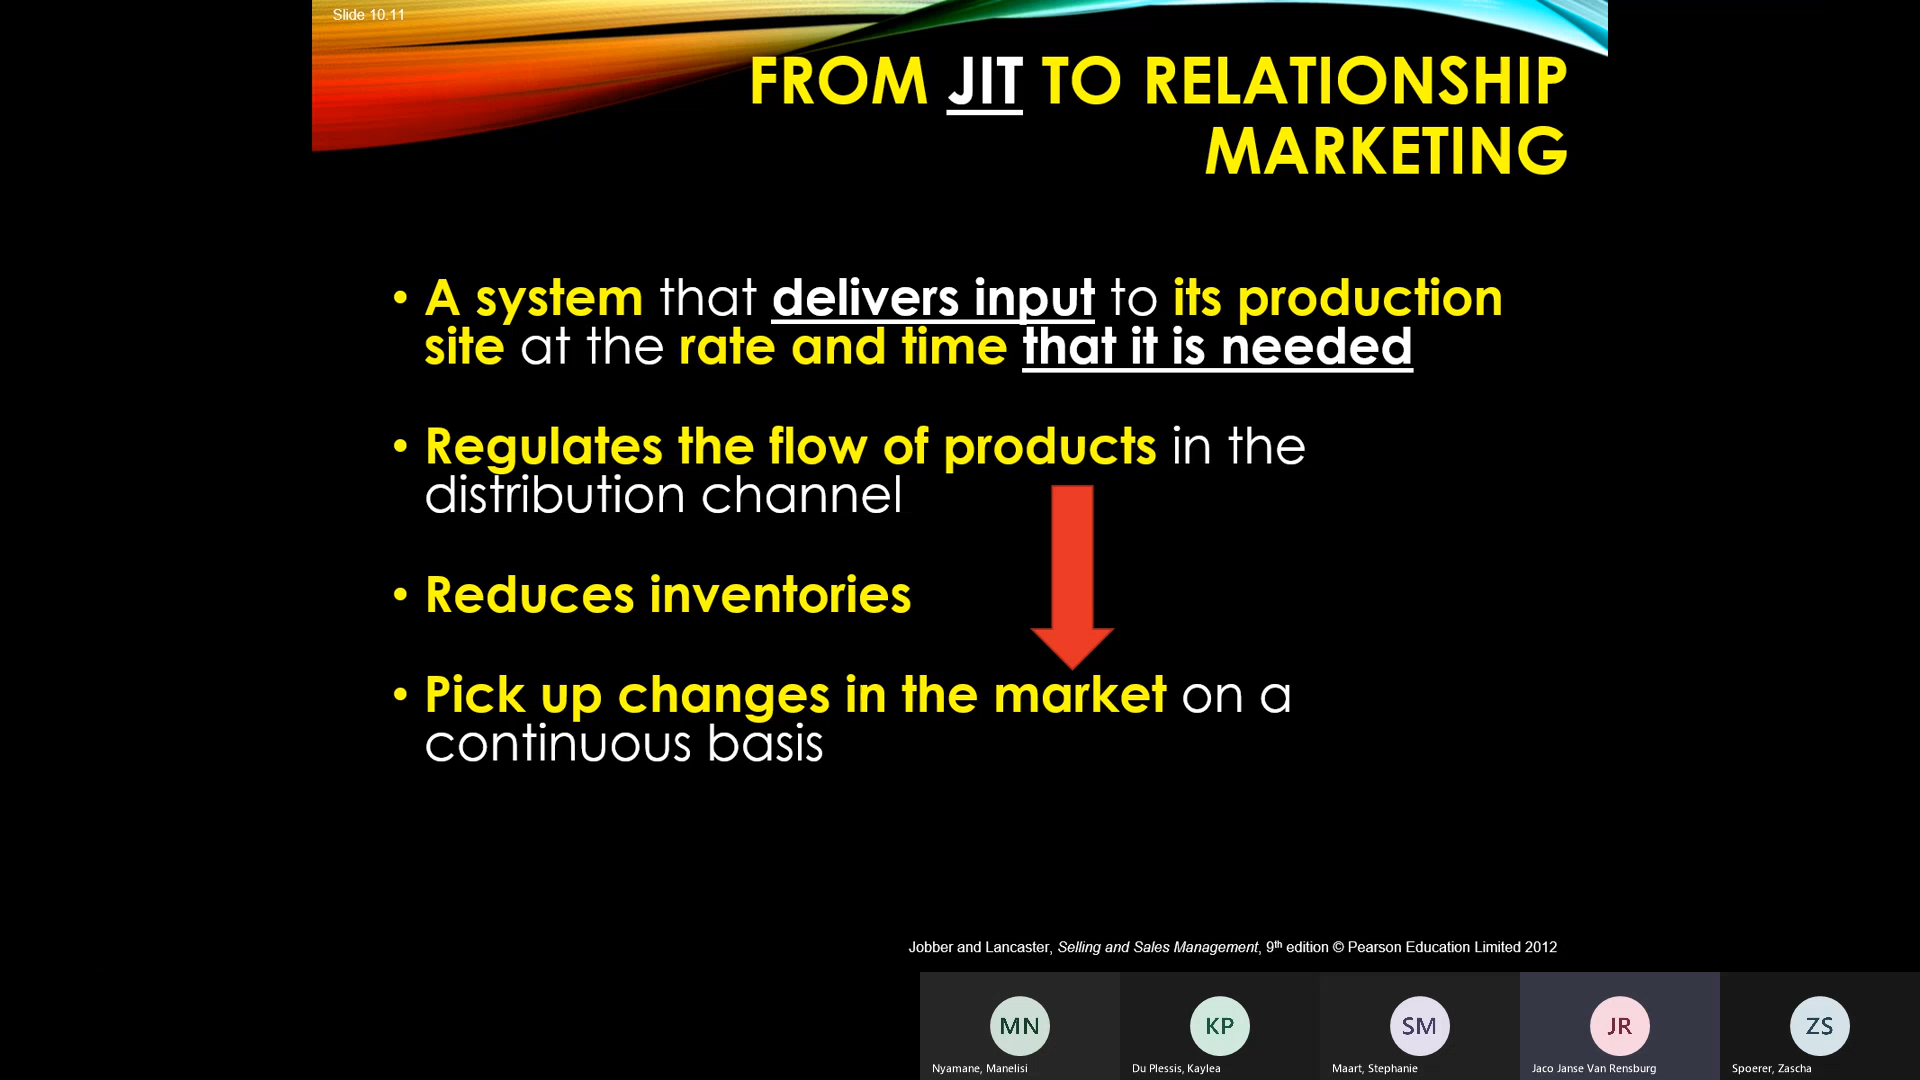 Slide 10.11
FROM JIT TO RELATIONSHIP
MARKETING
• A system that delivers input to its production
site at the rate and time that it is needed
• Regulates the flow of products in the
distribution channel
• Reduces inventories
• Pick up changes in the market on a
continuous basis
Jobber and Lancaster, Selling and Sales Management, 9th edition © Pearson Education Limited 2012
MN KP SM JR ZS
Nyamane, Manelisi Du Plessis, Kaylea Maart, Stephanie Jaco Janse Van Rensburg Spoerer, Zascha